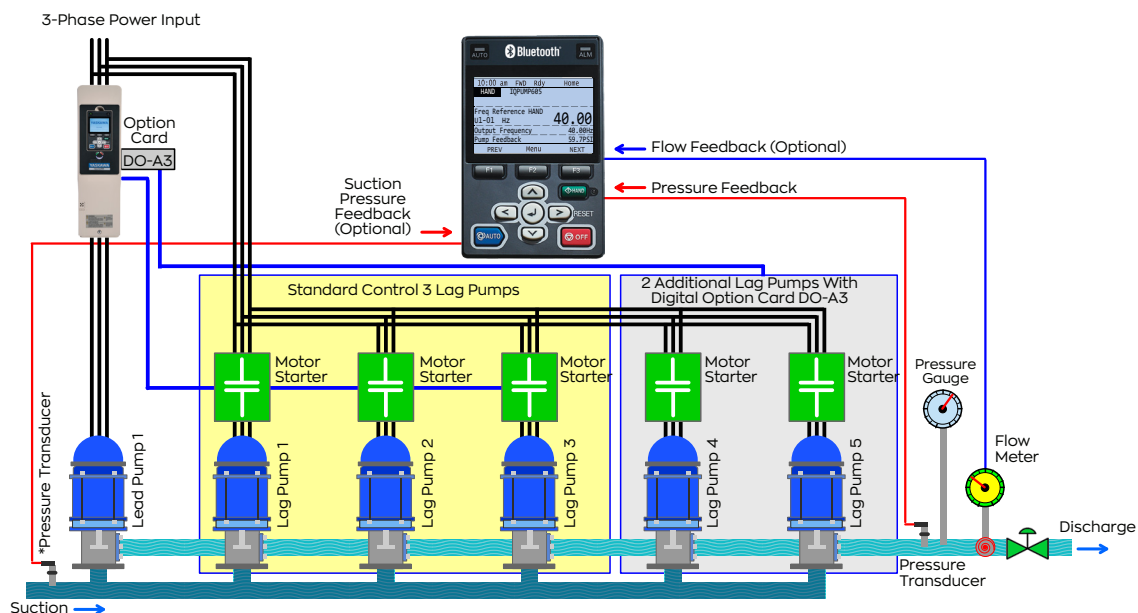 3-Phase Power Input
Option
Card
DO-A3
AUTO
Bluetooth®
ALM
10:00 am FWD Rdy Home
HAND IQPUMP605
Freq Reference HAND
U1-01 Hz 40.00
Output Frequency 40.00Hz
Pump Feedback 59.7PSI
PREV Menu NEXT
F1 F2 F3
HAND
RESET
AUTO
OFF
Flow Feedback (Optional)
Pressure Feedback
Suction
Pressure
Feedback
(Optional)
Standard Control 3 Lag Pumps
2 Additional Lag Pumps With
Digital Option Card DO-A3
Motor
Starter
Motor
Starter
Motor
Starter
Motor
Starter
Motor
Starter
Pressure
Gauge
Flow
Meter
*Pressure Transducer
Lead Pump 1
Lag Pump 1
Lag Pump 2
Lag Pump 3
Lag Pump 4
Lag Pump 5
Discharge
Pressure
Transducer
Suction